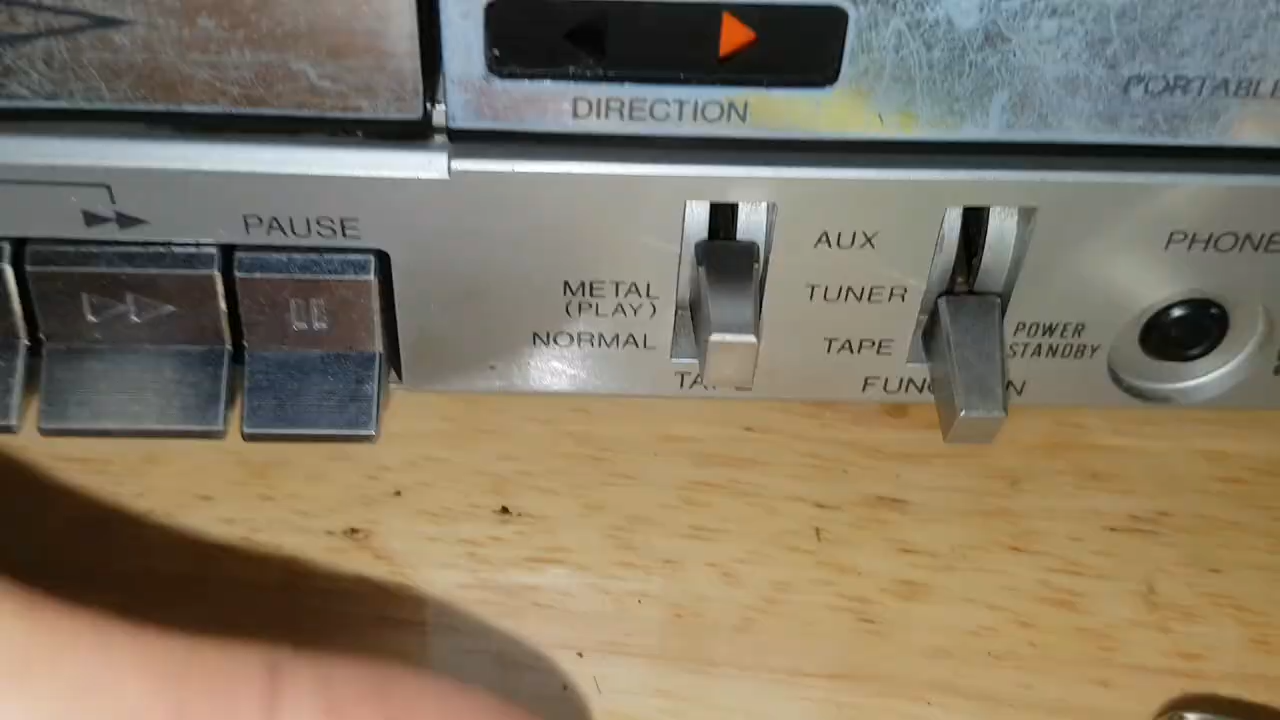 DIRECTION
PORTABLE
PAUSE
METAL
(PLAY)
NORMAL
AUX
TUNER
TAPE
POWER
STANDBY
PHONE